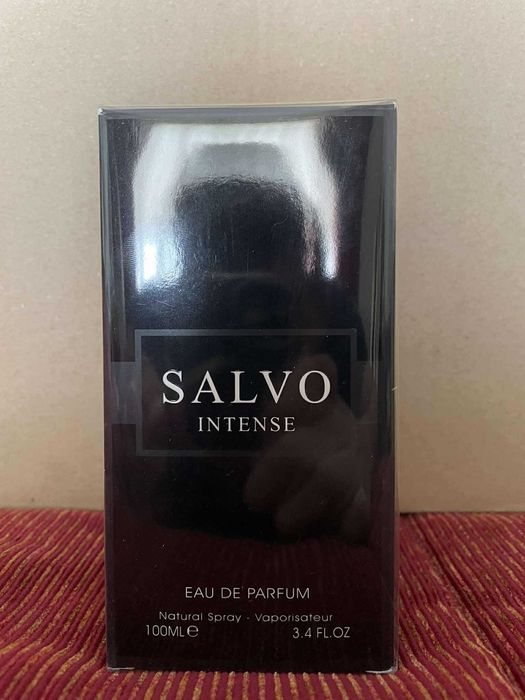 SALVO
INTENSE
EAU DE PARFUM
Natural Spray - Vaporisateur
100ML℮ 3.4 FL.OZ